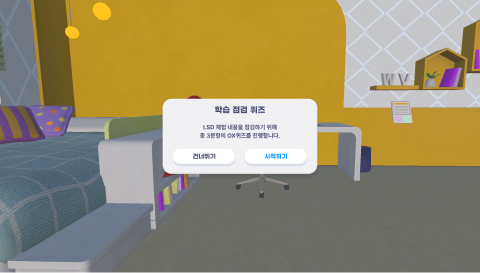 학습 점검 퀴즈
LSD 체험 내용을 점검하기 위해
총 3문항의 OX퀴즈를 진행합니다.
건너뛰기
시작하기